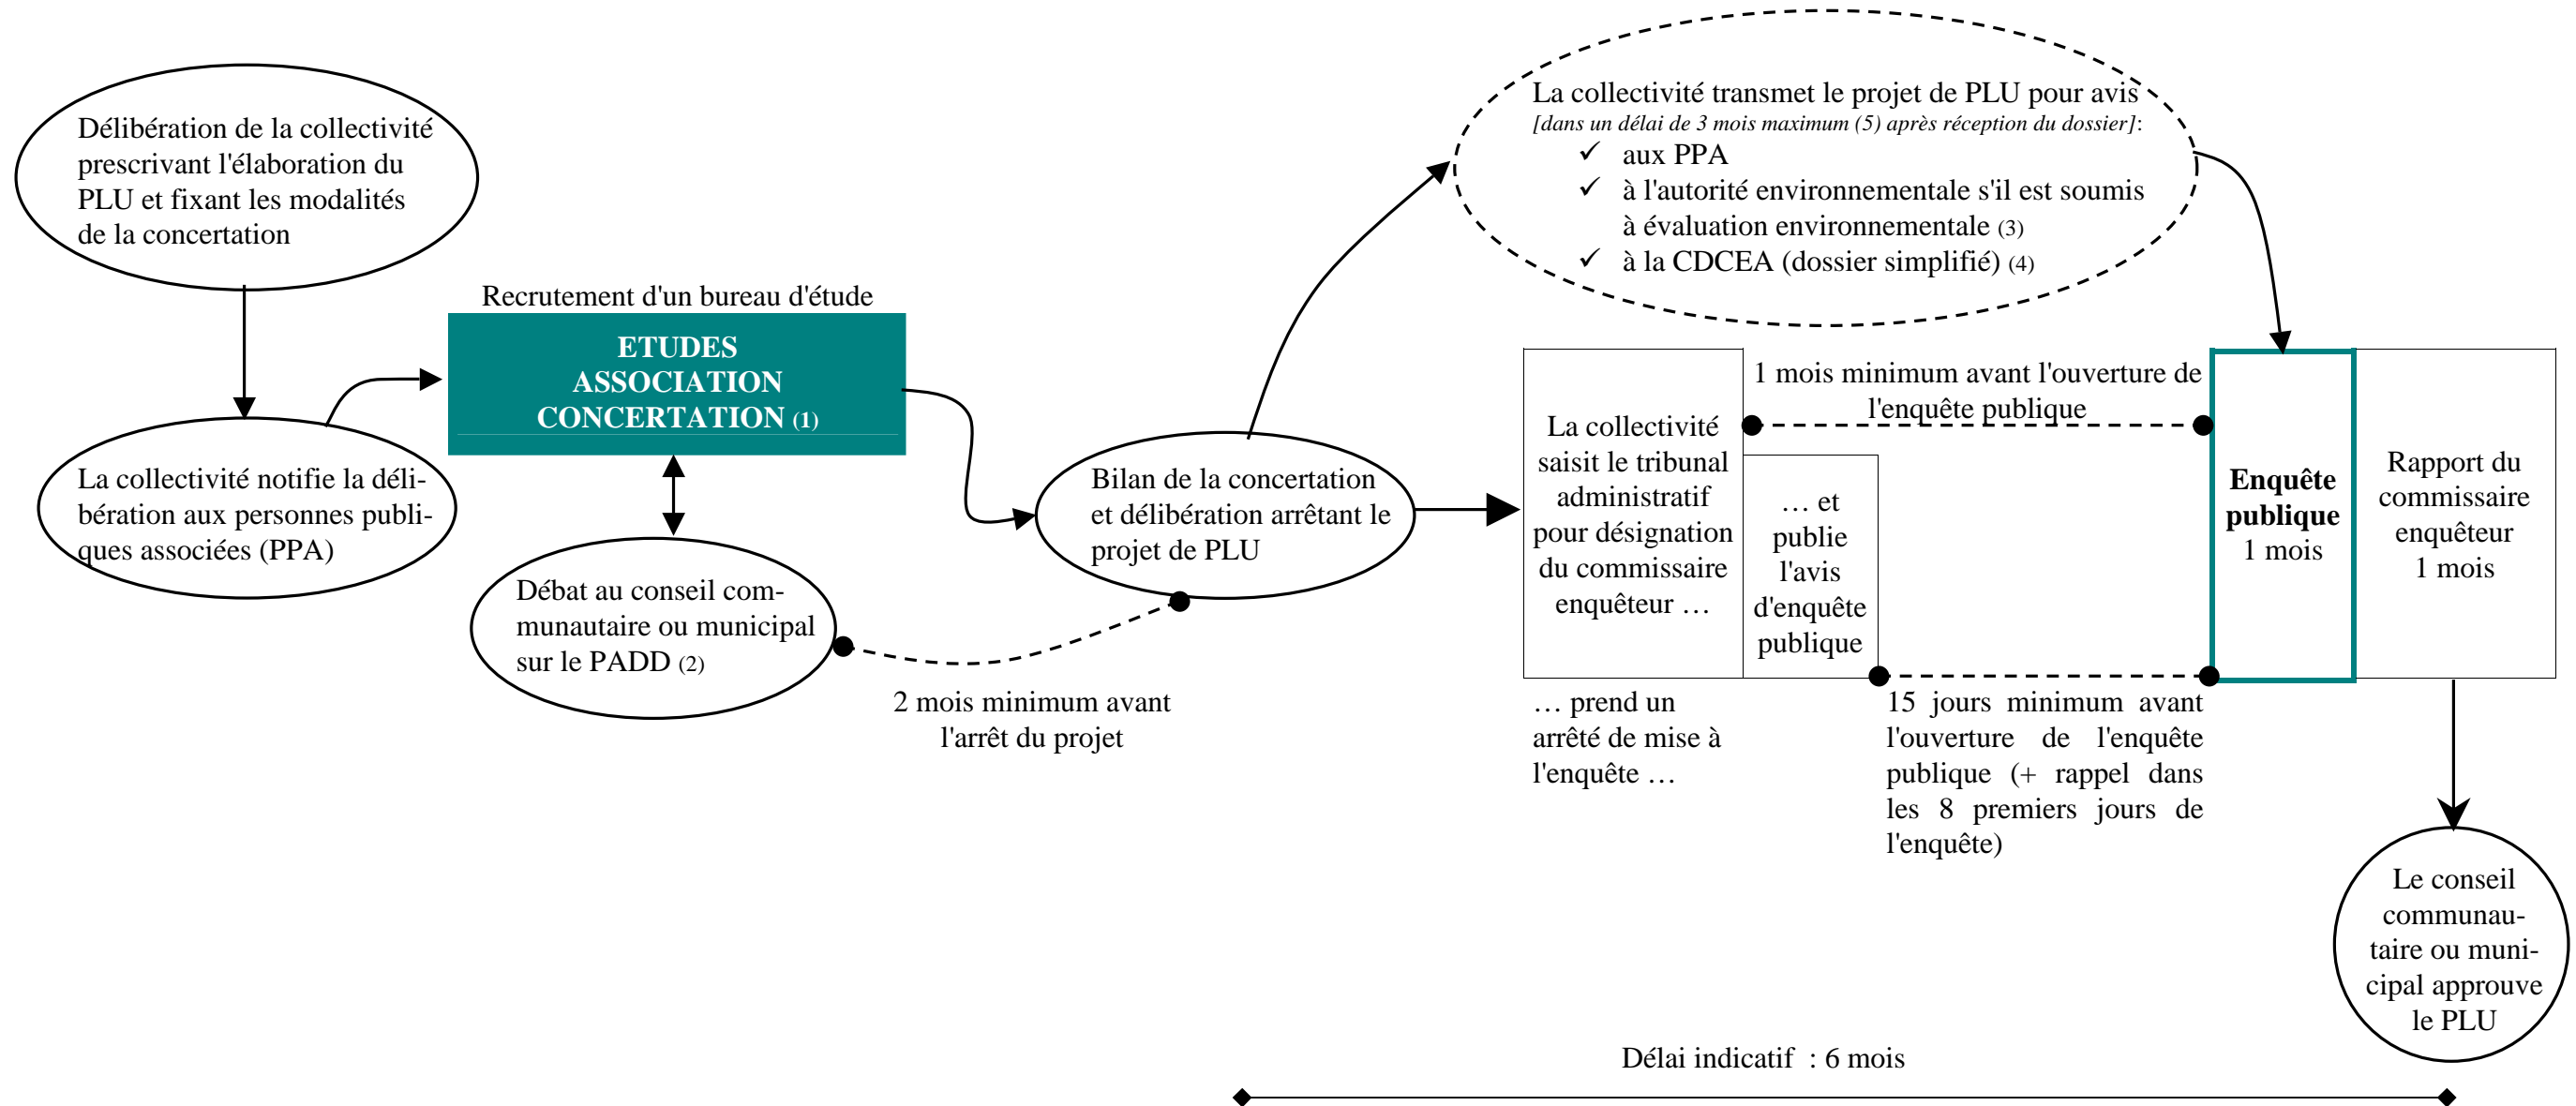 Délibération de la collectivité
prescrivant l'élaboration du
PLU et fixant les modalités
de la concertation
La collectivité notifie la déli-
bération aux personnes publi-
ques associées (PPA)
Recrutement d'un bureau d'étude
ETUDES
ASSOCIATION
CONCERTATION (1)
Débat au conseil com-
munautaire ou municipal
sur le PADD (2)
2 mois minimum avant
l'arrêt du projet
Bilan de la concertation
et délibération arrêtant le
projet de PLU
La collectivité transmet le projet de PLU pour avis
[dans un délai de 3 mois maximum (5) après réception du dossier]:
✓ aux PPA
✓ à l'autorité environnementale s'il est soumis
à évaluation environnementale (3)
✓ à la CDCEA (dossier simplifié) (4)
La collectivité
saisit le tribunal
administratif
pour désignation
du commissaire
enquêteur …
… prend un
arrêté de mise à
l'enquête …
… et
publie
l'avis
d'enquête
publique
1 mois minimum avant l'ouverture de
l'enquête publique
15 jours minimum avant
l'ouverture de l'enquête
publique (+ rappel dans
les 8 premiers jours de
l'enquête)
Enquête
publique
1 mois
Rapport du
commissaire
enquêteur
1 mois
Le conseil
communau-
taire ou muni-
cipal approuve
le PLU
Délai indicatif : 6 mois